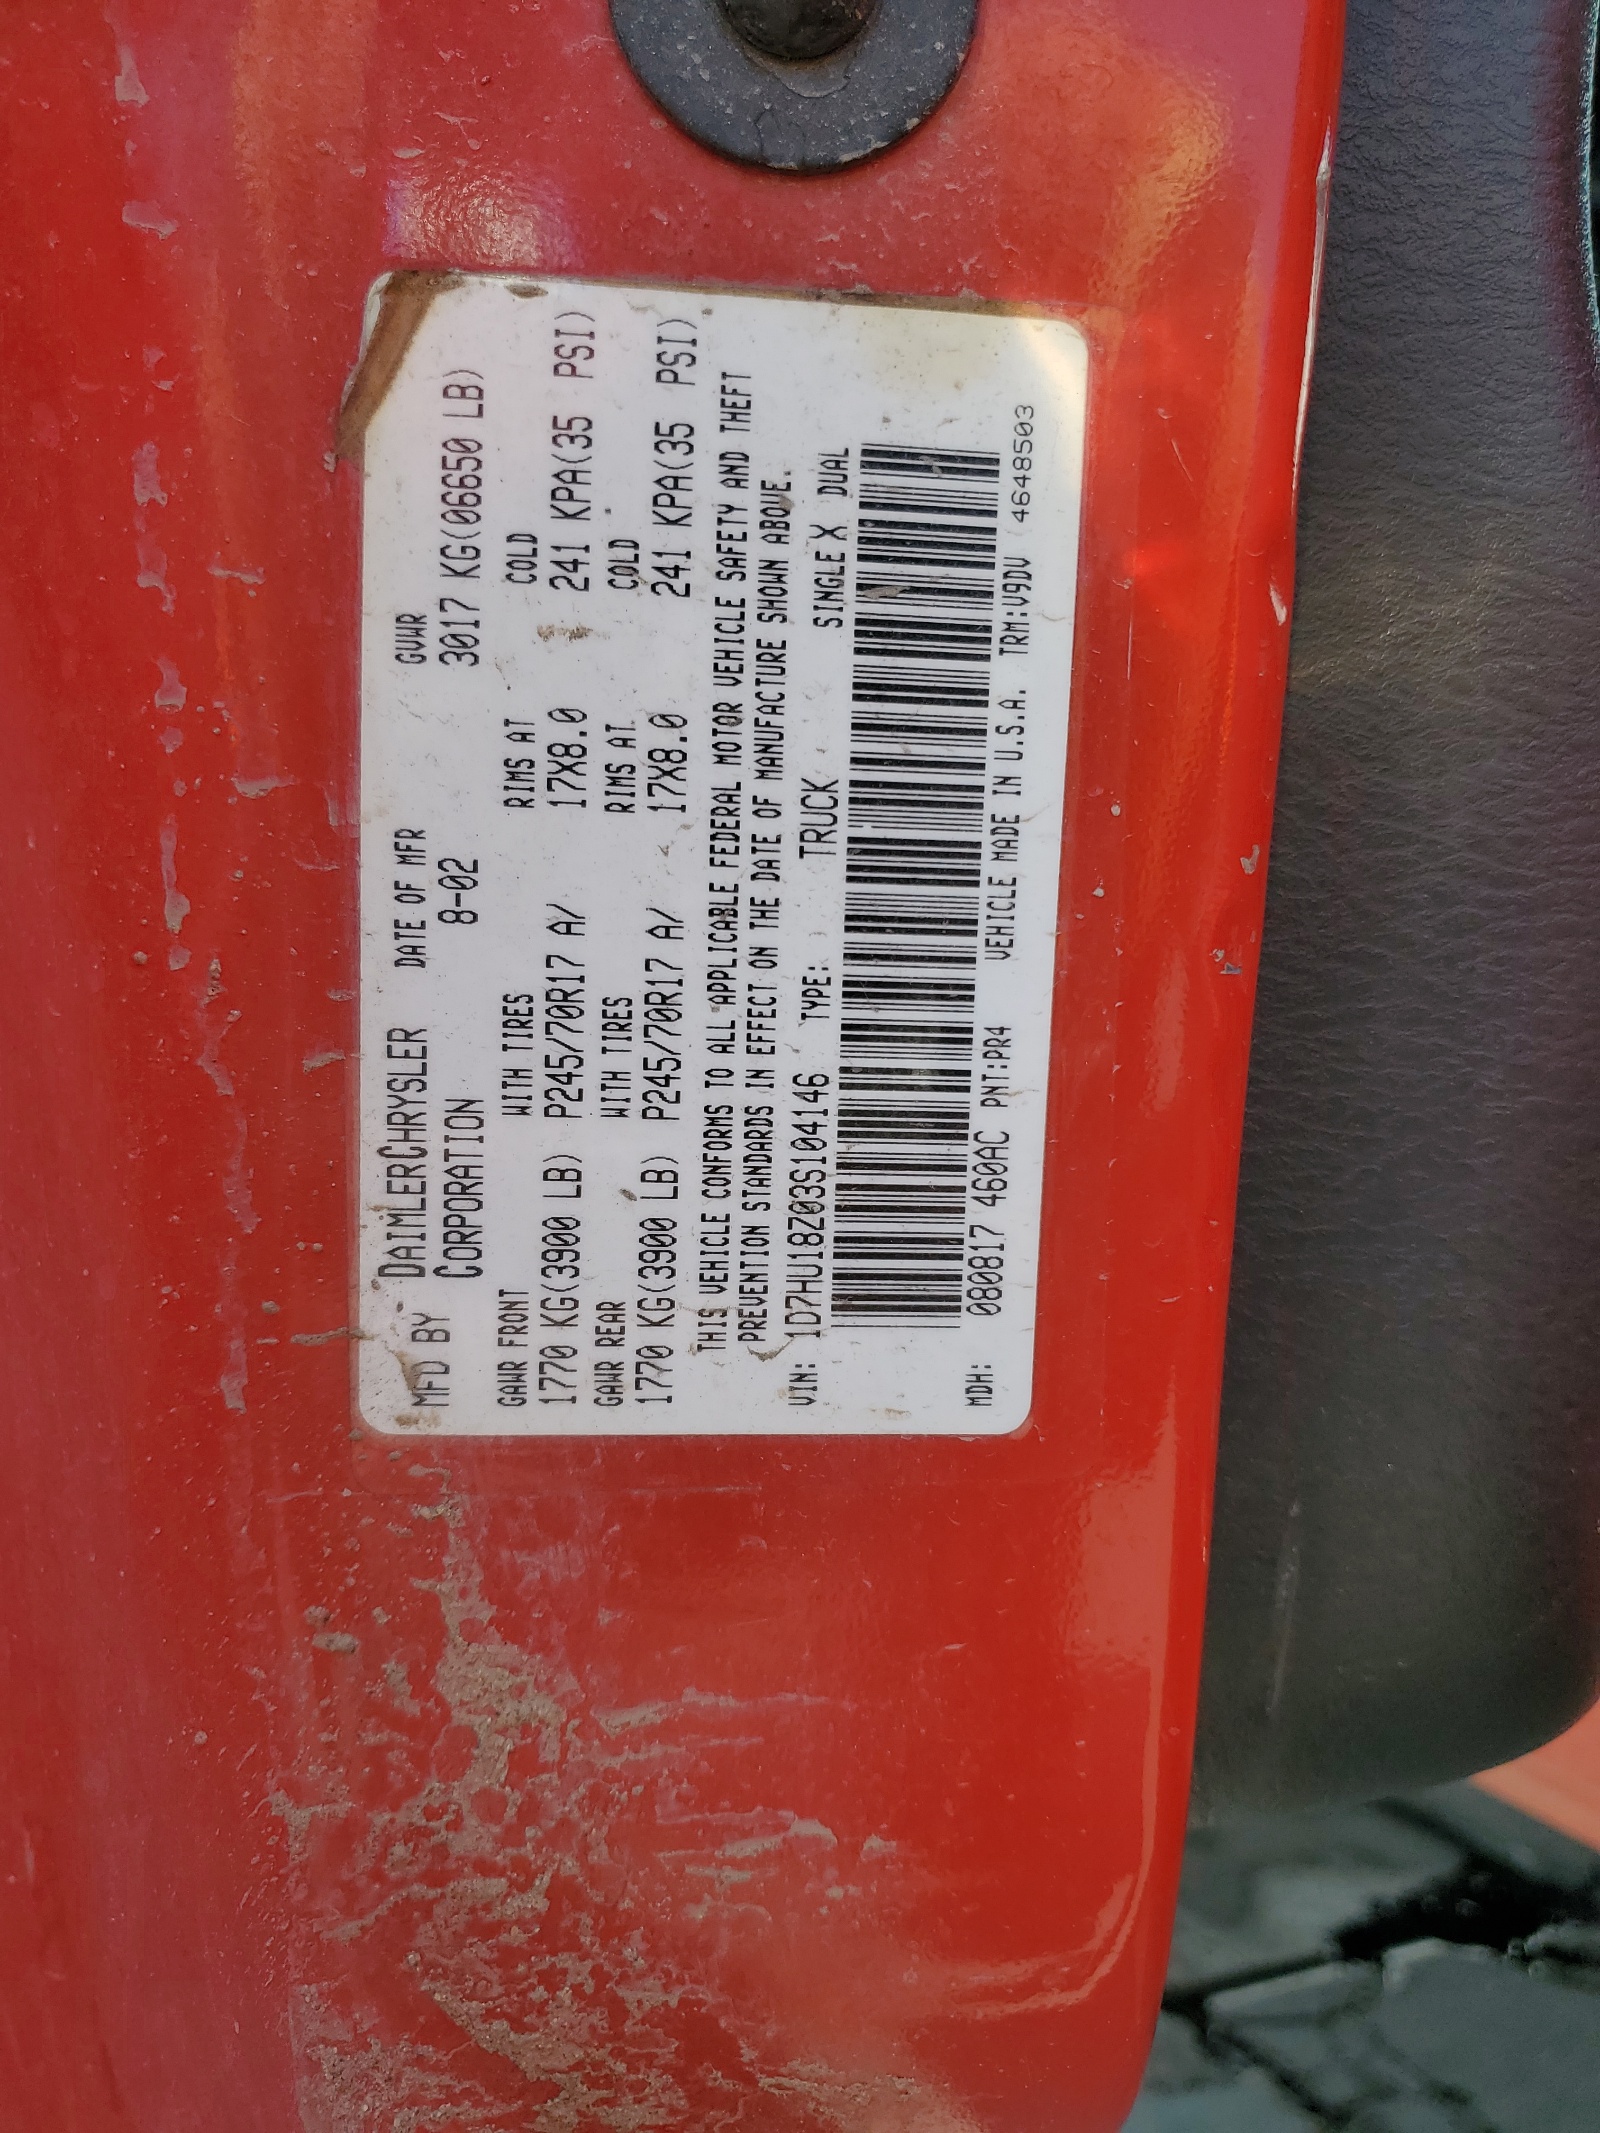 MFD BY DAIMLERCHRYSLER CORPORATION DATE OF MFR 8-02 GVWR 3017 KG(06650 LB)
GAWR FRONT WITH TIRES RIMS AT COLD
1770 KG(3900 LB) P245/70R17 A/ 17X8.0 241 KPA(35 PSI)
GAWR REAR WITH TIRES RIMS AT COLD
1770 KG(3900 LB) P245/70R17 A/ 17X8.0 241 KPA(35 PSI)
THIS VEHICLE CONFORMS TO ALL APPLICABLE FEDERAL MOTOR VEHICLE SAFETY AND THEFT
PREVENTION STANDARDS IN EFFECT ON THE DATE OF MANUFACTURE SHOWN ABOVE.
VIN: 1D7HU18Z03S104146 TYPE: TRUCK SINGLE X DUAL
MDH: 080817 460AC PNT:PR4 VEHICLE MADE IN U.S.A. TRM:V9DV 4648503